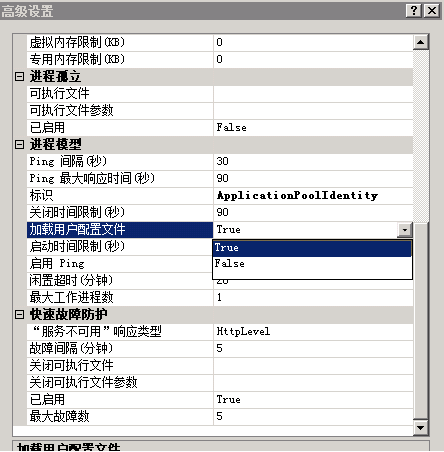 高级设置
虚拟内存限制(KB) 0
专用内存限制(KB) 0
进程孤立
可执行文件
可执行文件参数
已启用 False
进程模型
Ping 间隔(秒) 30
Ping 最大响应时间(秒) 90
标识 ApplicationPoolIdentity
关闭时间限制(秒) 90
加载用户配置文件 True
启动时间限制(秒) True
启用 Ping False
闲置超时(分钟) 20
最大工作进程数 1
快速故障防护
“服务不可用”响应类型 HttpLevel
故障间隔(分钟) 5
关闭可执行文件
关闭可执行文件参数
已启用 True
最大故障数 5
加载用户配置文件